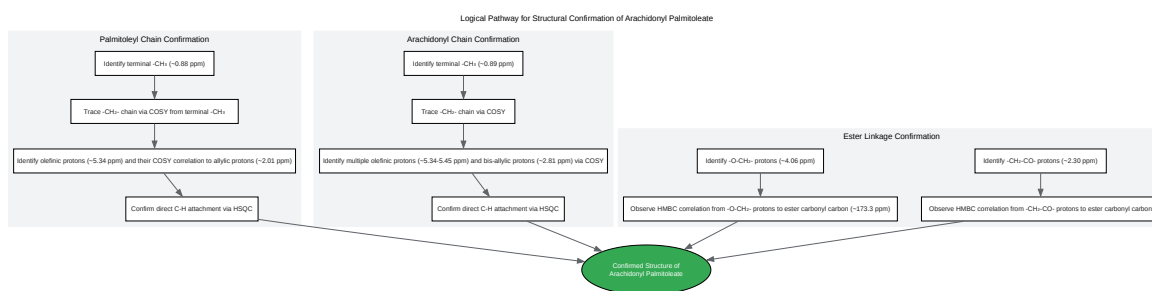 Logical Pathway for Structural Confirmation of Arachidonyl Palmitoleate
Palmitoleyl Chain Confirmation
Identify terminal -CH₃ (~0.88 ppm)
Trace -CH₂- chain via COSY from terminal -CH₃
Identify olefinic protons (~5.34 ppm) and their COSY correlation to allylic protons (~2.01 ppm)
Confirm direct C-H attachment via HSQC
Arachidonyl Chain Confirmation
Identify terminal -CH₃ (~0.89 ppm)
Trace -CH₂- chain via COSY
Identify multiple olefinic protons (~5.34-5.45 ppm) and bis-allylic protons (~2.81 ppm) via COSY
Confirm direct C-H attachment via HSQC
Ester Linkage Confirmation
Identify -O-CH₂- protons (~4.06 ppm)
Observe HMBC correlation from -O-CH₂- protons to ester carbonyl carbon (~173.3 ppm)
Identify -CH₂-CO- protons (~2.30 ppm)
Observe HMBC correlation from -CH₂-CO- protons to ester carbonyl carbon
Confirmed Structure of
Arachidonyl Palmitoleate